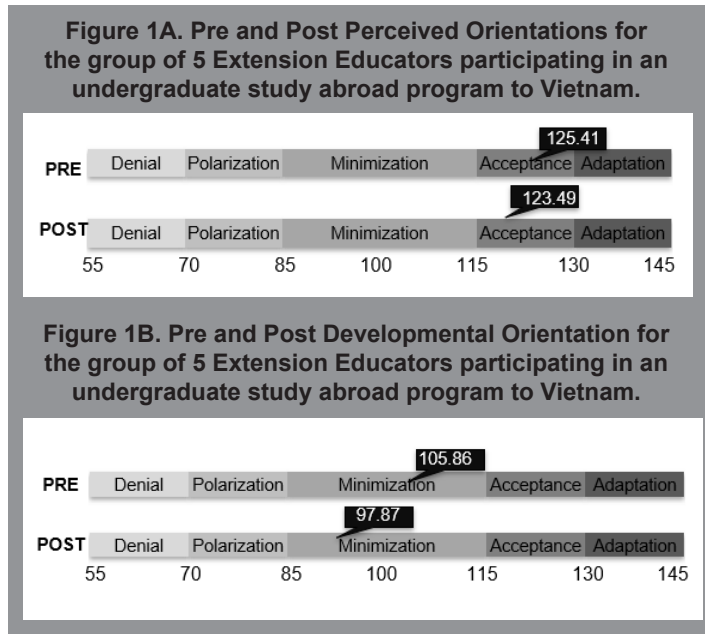 Figure 1A. Pre and Post Perceived Orientations for
the group of 5 Extension Educators participating in an
undergraduate study abroad program to Vietnam.
125.41
PRE Denial Polarization Minimization Acceptance Adaptation
123.49
POST Denial Polarization Minimization Acceptance Adaptation
55 70 85 100 115 130 145
Figure 1B. Pre and Post Developmental Orientation for
the group of 5 Extension Educators participating in an
undergraduate study abroad program to Vietnam.
105.86
PRE Denial Polarization Minimization Acceptance Adaptation
97.87
POST Denial Polarization Minimization Acceptance Adaptation
55 70 85 100 115 130 145